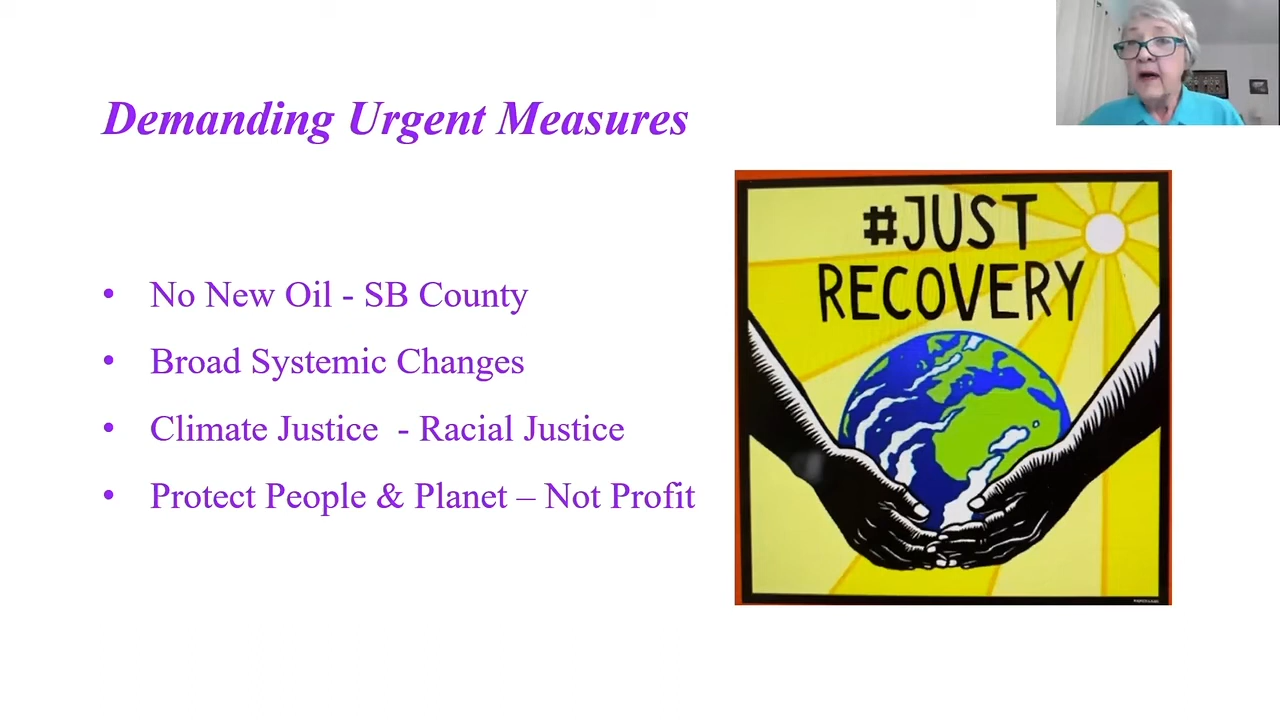 Demanding Urgent Measures
• No New Oil - SB County
• Broad Systemic Changes
• Climate Justice - Racial Justice
• Protect People & Planet – Not Profit
#JUST
RECOVERY